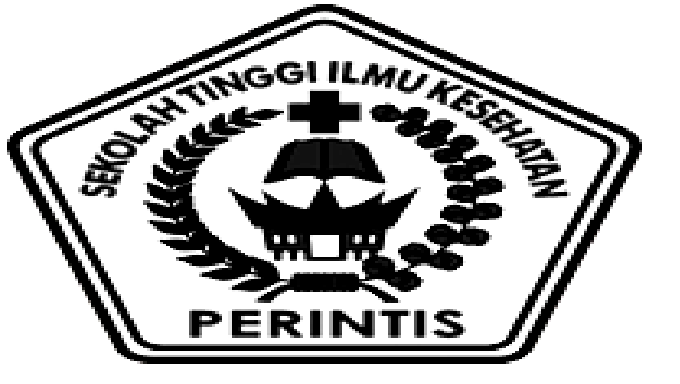 SEKOLAH TINGGI ILMU KESEHATAN
PERINTIS